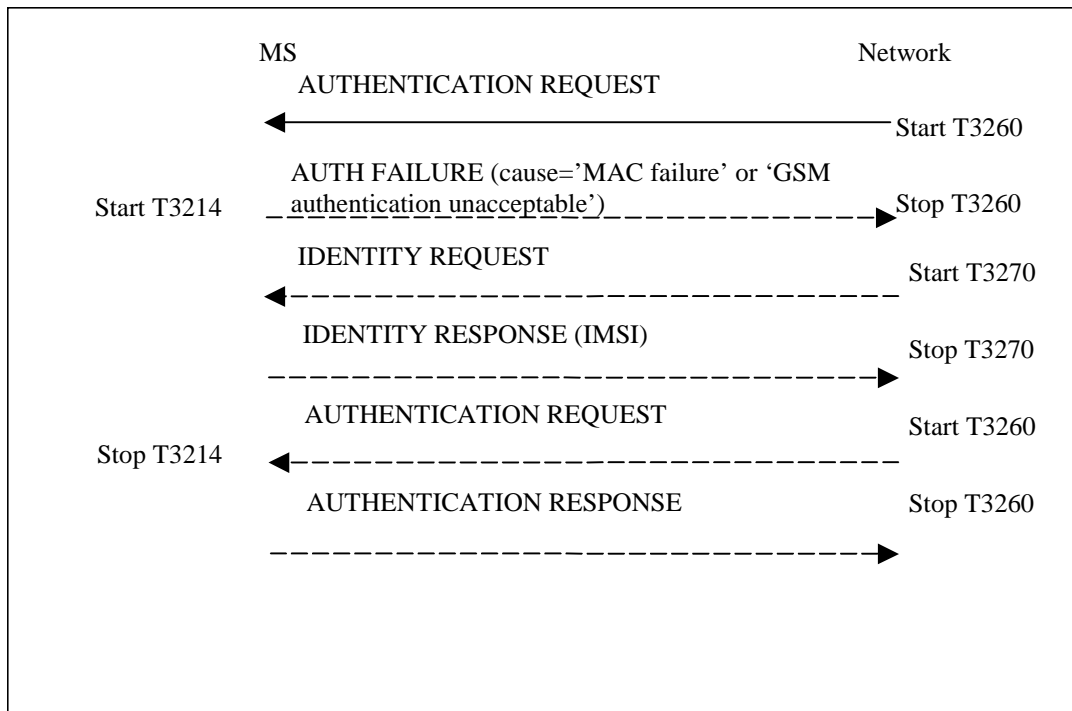 MS
Network
AUTHENTICATION REQUEST
Start T3260
AUTH FAILURE (cause=’MAC failure’ or ‘GSM
authentication unacceptable’)
Start T3214
Stop T3260
IDENTITY REQUEST
Start T3270
IDENTITY RESPONSE (IMSI)
Stop T3270
AUTHENTICATION REQUEST
Start T3260
Stop T3214
AUTHENTICATION RESPONSE
Stop T3260